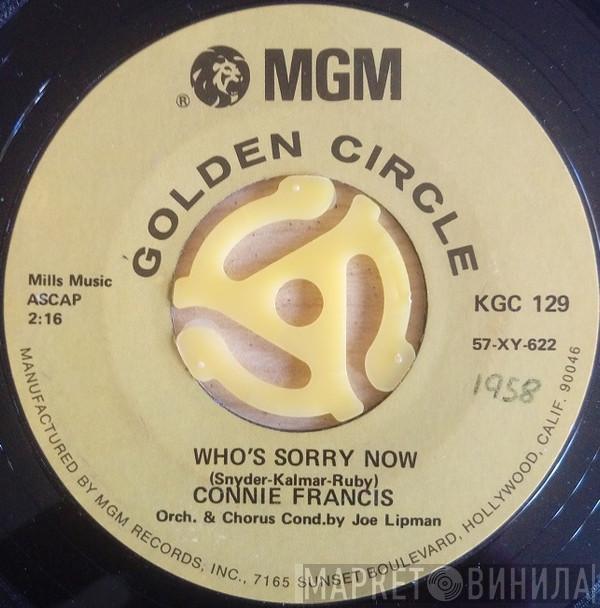 ® MGM
GOLDEN CIRCLE
Mills Music
ASCAP
2:16
KGC 129
57-XY-622
1958
WHO'S SORRY NOW
(Snyder-Kalmar-Ruby)
CONNIE FRANCIS
Orch. & Chorus Cond.by Joe Lipman
MANUFACTURED BY MGM RECORDS, INC., 7165 SUNSET BOULEVARD, HOLLYWOOD, CALIF. 90046
МАРКЕТ ВИНИЛА